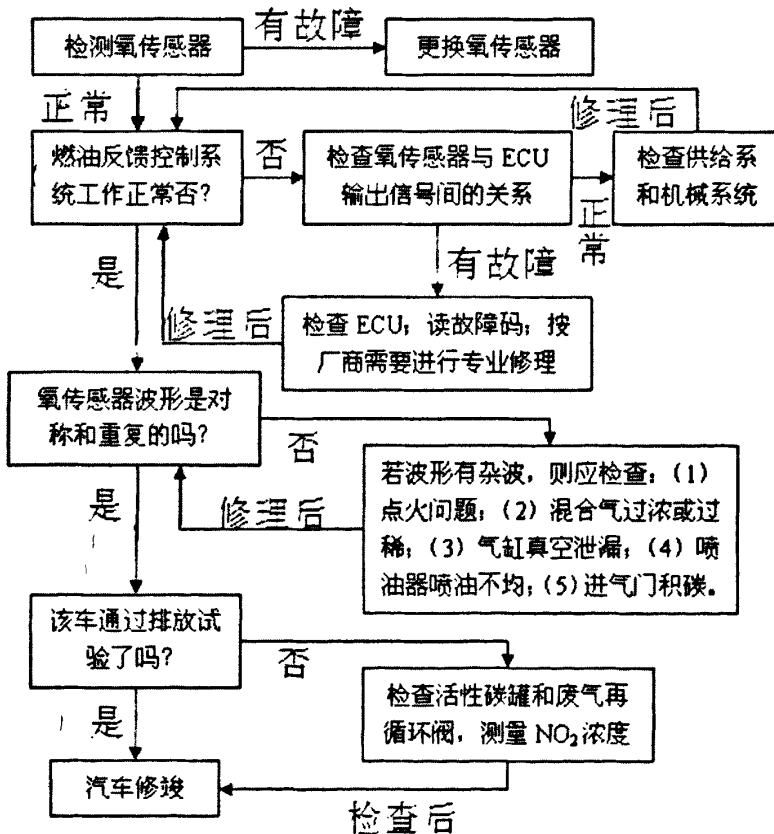 检测氧传感器
有故障
更换氧传感器
正常
修理后
燃油反馈控制系
统工作正常否?
否
检查氧传感器与 ECU
输出信号间的关系
正常
检查供给系
和机械系统
是
有故障
修理后
检查 ECU; 读故障码; 按
厂商需要进行专业修理
氧传感器波形是对
称和重复的吗?
否
是
修理后
若波形有杂波, 则应检查: (1)
点火问题; (2) 混合气过浓或过
稀; (3) 气缸真空泄漏; (4) 喷
油器喷油不均; (5) 进气门积碳。
该车通过排放试
验了吗?
否
是
检查活性碳罐和废气再
循环阀, 测量 NO₂ 浓度
汽车修竣
检查后